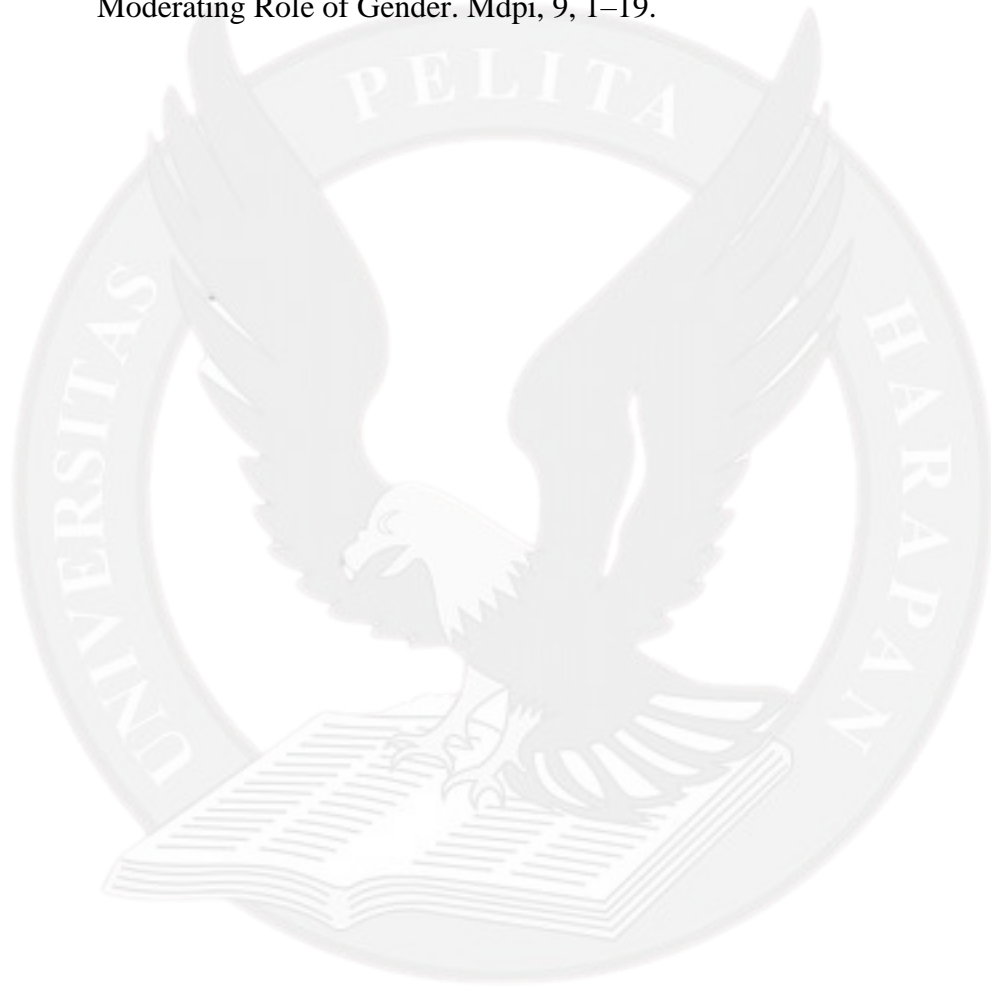 Moderating Role of Gender. Mdpi, 9, 1–19.
UNIVERSITAS
PELITA
HARAPAN